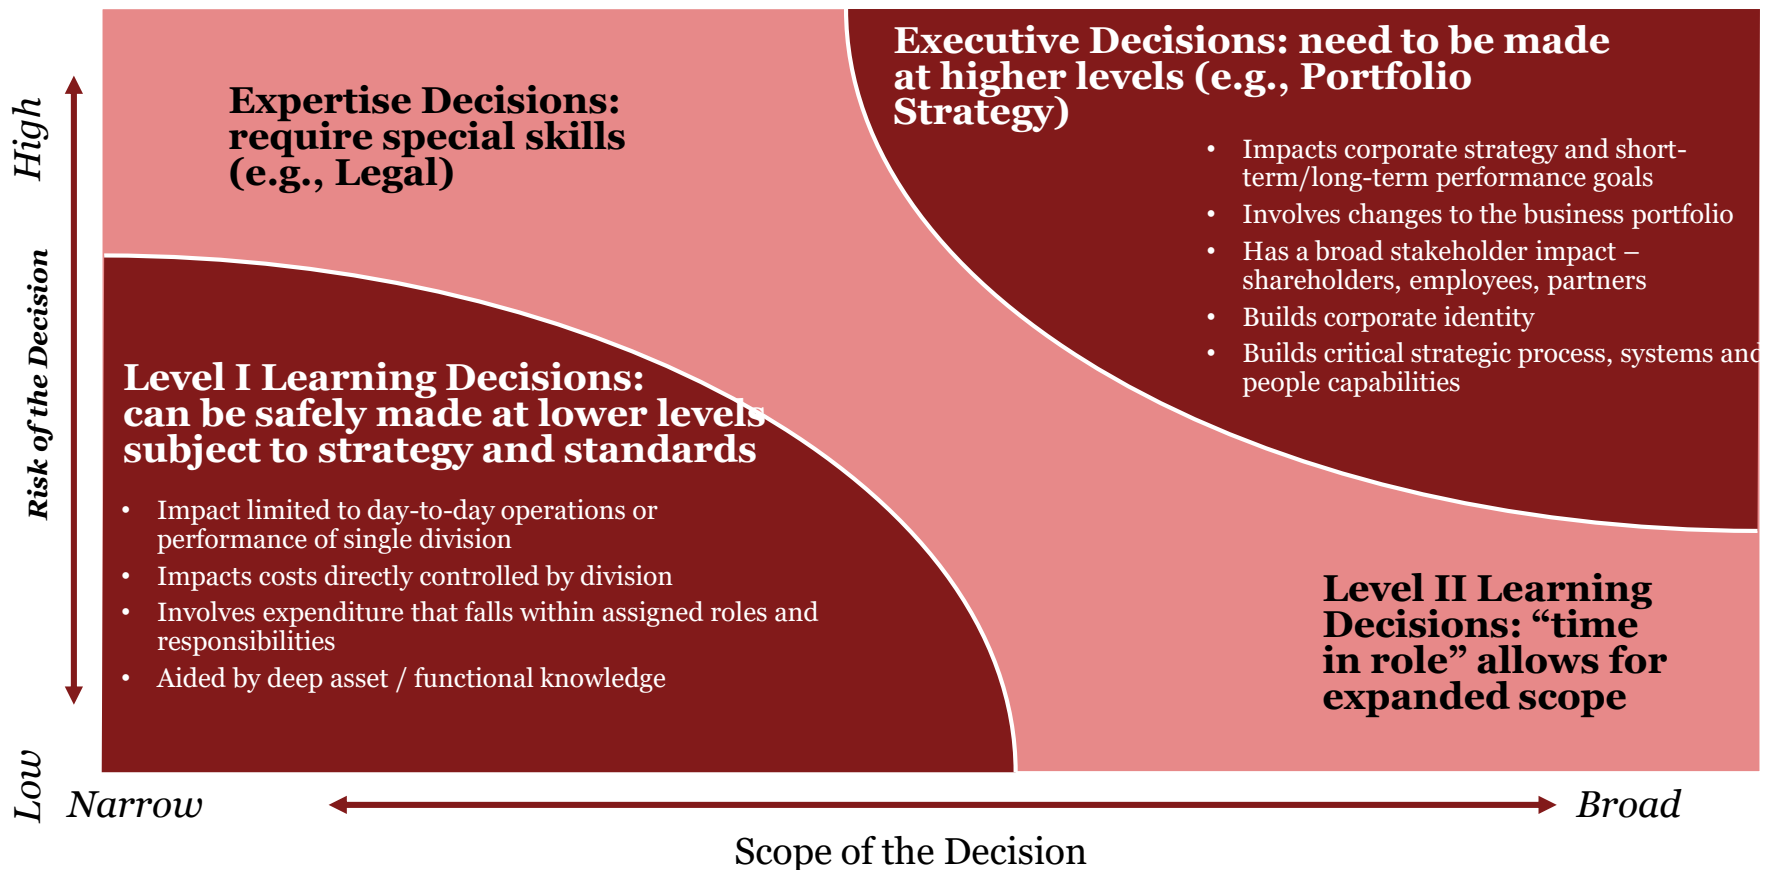 Expertise Decisions:
require special skills
(e.g., Legal)
Executive Decisions: need to be made
at higher levels (e.g., Portfolio
Strategy)
• Impacts corporate strategy and short-
term/long-term performance goals
• Involves changes to the business portfolio
• Has a broad stakeholder impact –
shareholders, employees, partners
• Builds corporate identity
• Builds critical strategic process, systems and
people capabilities
Level I Learning Decisions:
can be safely made at lower levels
subject to strategy and standards
• Impact limited to day-to-day operations or
performance of single division
• Impacts costs directly controlled by division
• Involves expenditure that falls within assigned roles and
responsibilities
• Aided by deep asset / functional knowledge
Level II Learning
Decisions: “time
in role” allows for
expanded scope
High
Risk of the Decision
Low
Narrow
Broad
Scope of the Decision